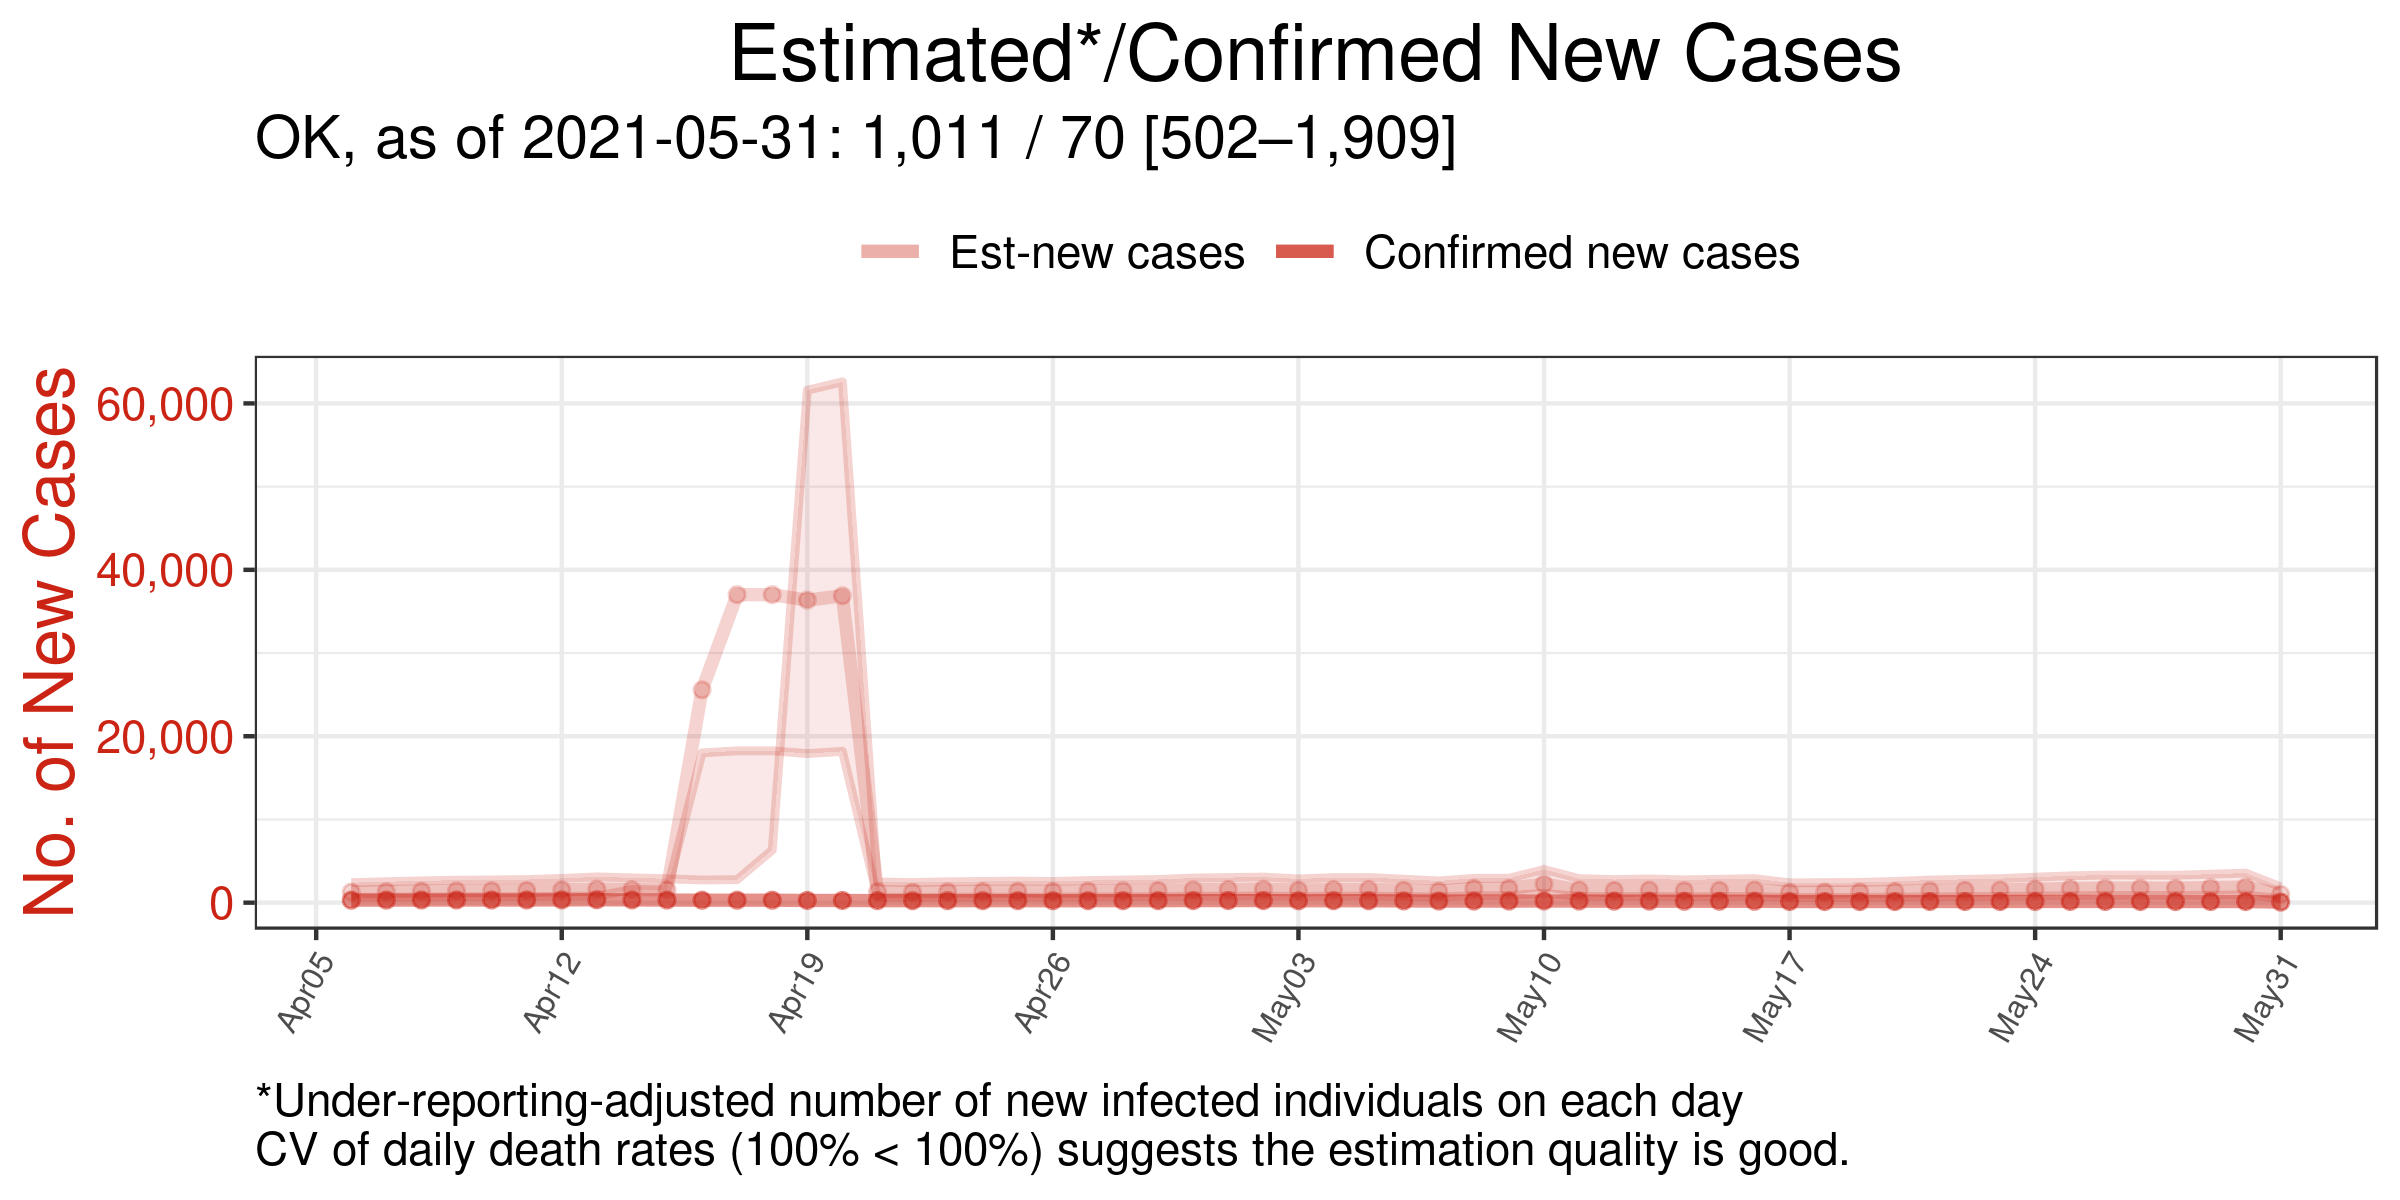 Estimated*/Confirmed New Cases
OK, as of 2021-05-31: 1,011 / 70 [502–1,909]
Est-new cases Confirmed new cases
No. of New Cases
60,000
40,000
20,000
0
Apr05 Apr12 Apr19 Apr26 May03 May10 May17 May24 May31
*Under-reporting-adjusted number of new infected individuals on each day
CV of daily death rates (100% < 100%) suggests the estimation quality is good.